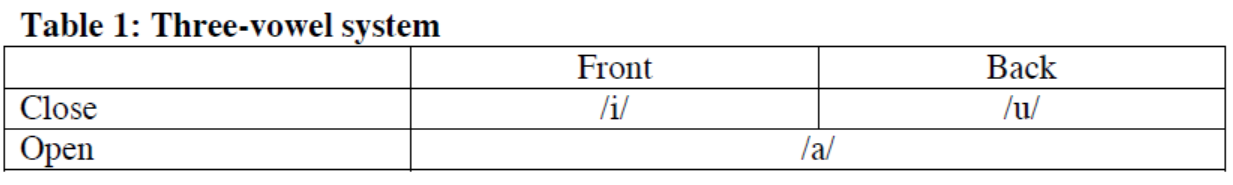 Table 1: Three-vowel system
Front Back
Close /i/ /u/
Open /a/